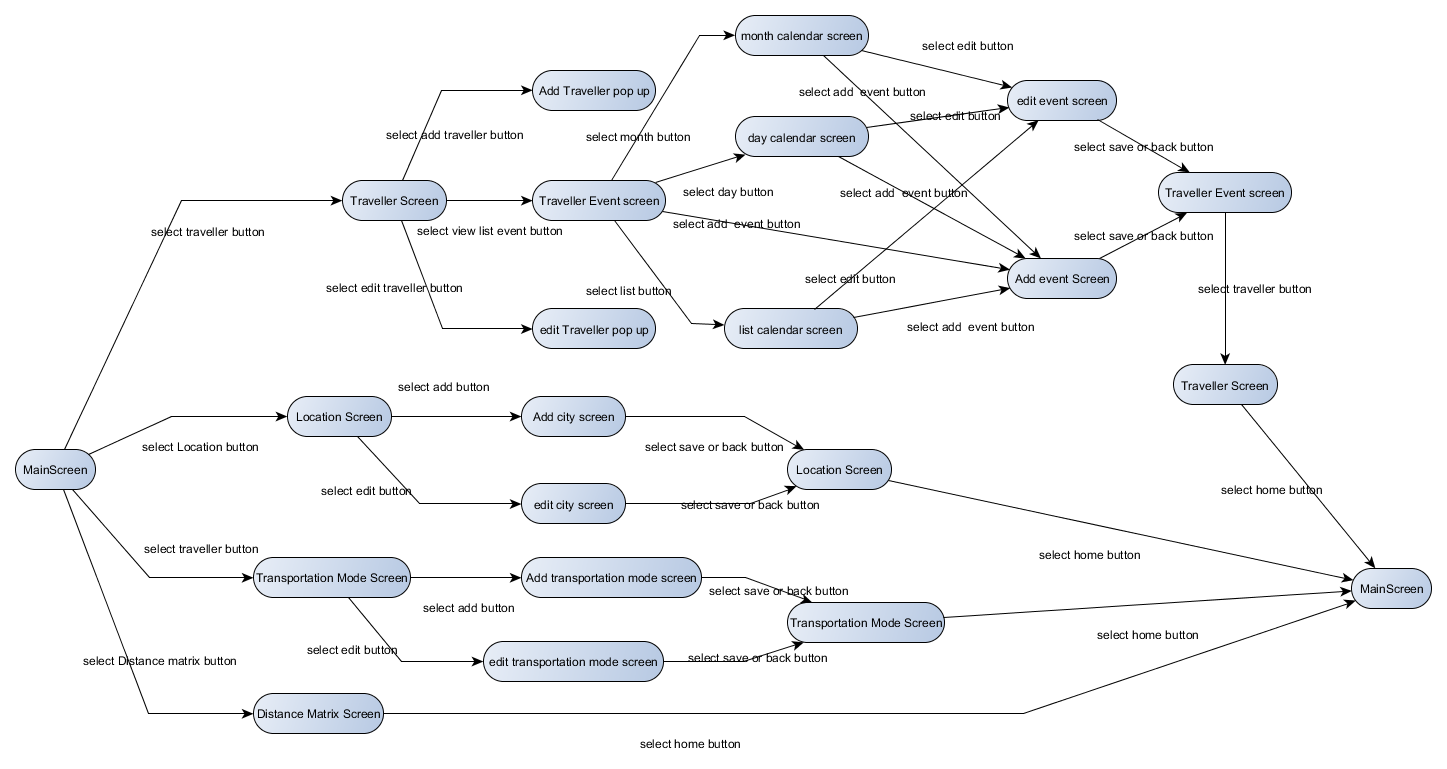 month calendar screen
select edit button
Add Traveller pop up
select add  event button
edit event screen
select edit button
select add traveller button
select month button
day calendar screen
select save or back button
Traveller Screen
Traveller Event screen
select day button
select add  event button
Traveller Event screen
select traveller button
select view list event button
select add  event button
select save or back button
select edit traveller button
select list button
select edit button
Add event Screen
select traveller button
edit Traveller pop up
list calendar screen
select add  event button
Traveller Screen
select add button
Location Screen
Add city screen
select Location button
select save or back button
MainScreen
Location Screen
select edit button
edit city screen
select save or back button
select home button
select traveller button
select home button
Transportation Mode Screen
Add transportation mode screen
select save or back button
MainScreen
select add button
Transportation Mode Screen
select home button
select edit button
edit transportation mode screen
select save or back button
select Distance matrix button
Distance Matrix Screen
select home button